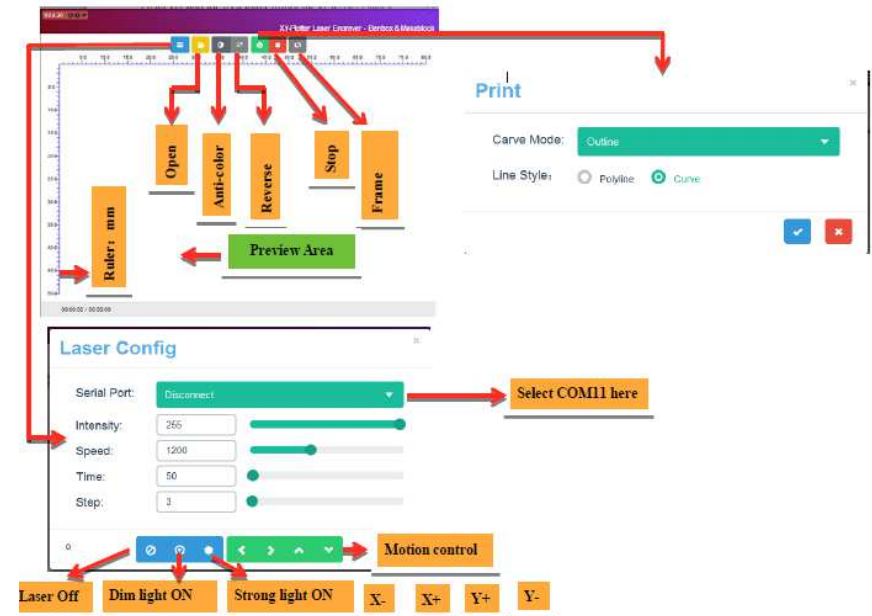 XY-Plotter Laser Engraver - Benbox & Metalblock
Open
Anti-color
Reverse
Stop
Frame
Ruler: mm
Preview Area
Print
×
Carve Mode:
Outline
Line Style:
Polyline
Curve
Laser Config
×
Serial Port:
Disconnect
Select COM11 here
Intensity:
255
Speed:
1200
Time:
50
Step:
3
0
Motion control
Laser Off
Dim light ON
Strong light ON
X-
X+
Y+
Y-